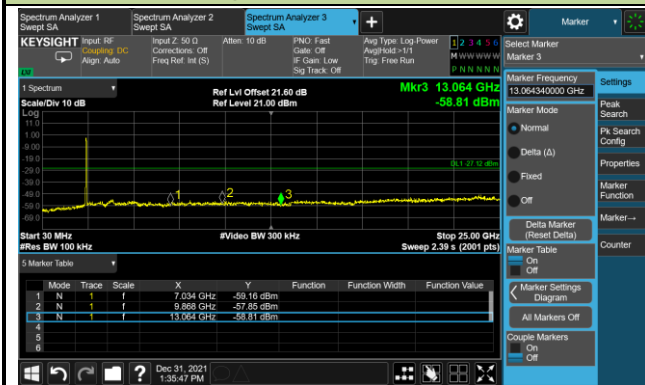 Spectrum Analyzer 1
Swept SA
Spectrum Analyzer 2
Swept SA
Spectrum Analyzer 3
Swept SA
Marker
KEYSIGHT
Input: RF
Coupling: DC
Align: Auto
Input Z: 50 Ω
Corrections: Off
Freq Ref: Int (S)
Atten: 10 dB
PNO: Fast
Gate: Off
IF Gain: Low
Sig Track: Off
Avg Type: Log-Power
Avg|Hold:>1/1
Trig: Free Run
1 2 3 4 5 6
M W W W W W
P N N N N N
LU
Select Marker
Marker 3
1 Spectrum
Scale/Div 10 dB
Ref Lvl Offset 21.60 dB
Ref Level 21.00 dBm
Mkr3 13.064 GHz
-58.81 dBm
Log
11.0
1.00
-9.00
-19.0
-29.0
-39.0
-49.0
-59.0
-69.0
DL1 -27.12 dBm
1
2
3
Start 30 MHz
#Res BW 100 kHz
#Video BW 300 kHz
Stop 25.00 GHz
Sweep 2.39 s (2001 pts)
5 Marker Table
Mode Trace Scale X Y Function Function Width Function Value
1 N 1 f 7.034 GHz -59.16 dBm
2 N 1 f 9.868 GHz -57.85 dBm
3 N 1 f 13.064 GHz -58.81 dBm
4
5
6
Marker Frequency
13.064340000 GHz
Marker Mode
Normal
Delta (Δ)
Fixed
Off
Delta Marker
(Reset Delta)
Marker Table
On
Off
Marker Settings
Diagram
All Markers Off
Couple Markers
On
Off
Settings
Peak
Search
Pk Search
Config
Properties
Marker
Function
Marker→
Counter
Dec 31, 2021
1:35:47 PM